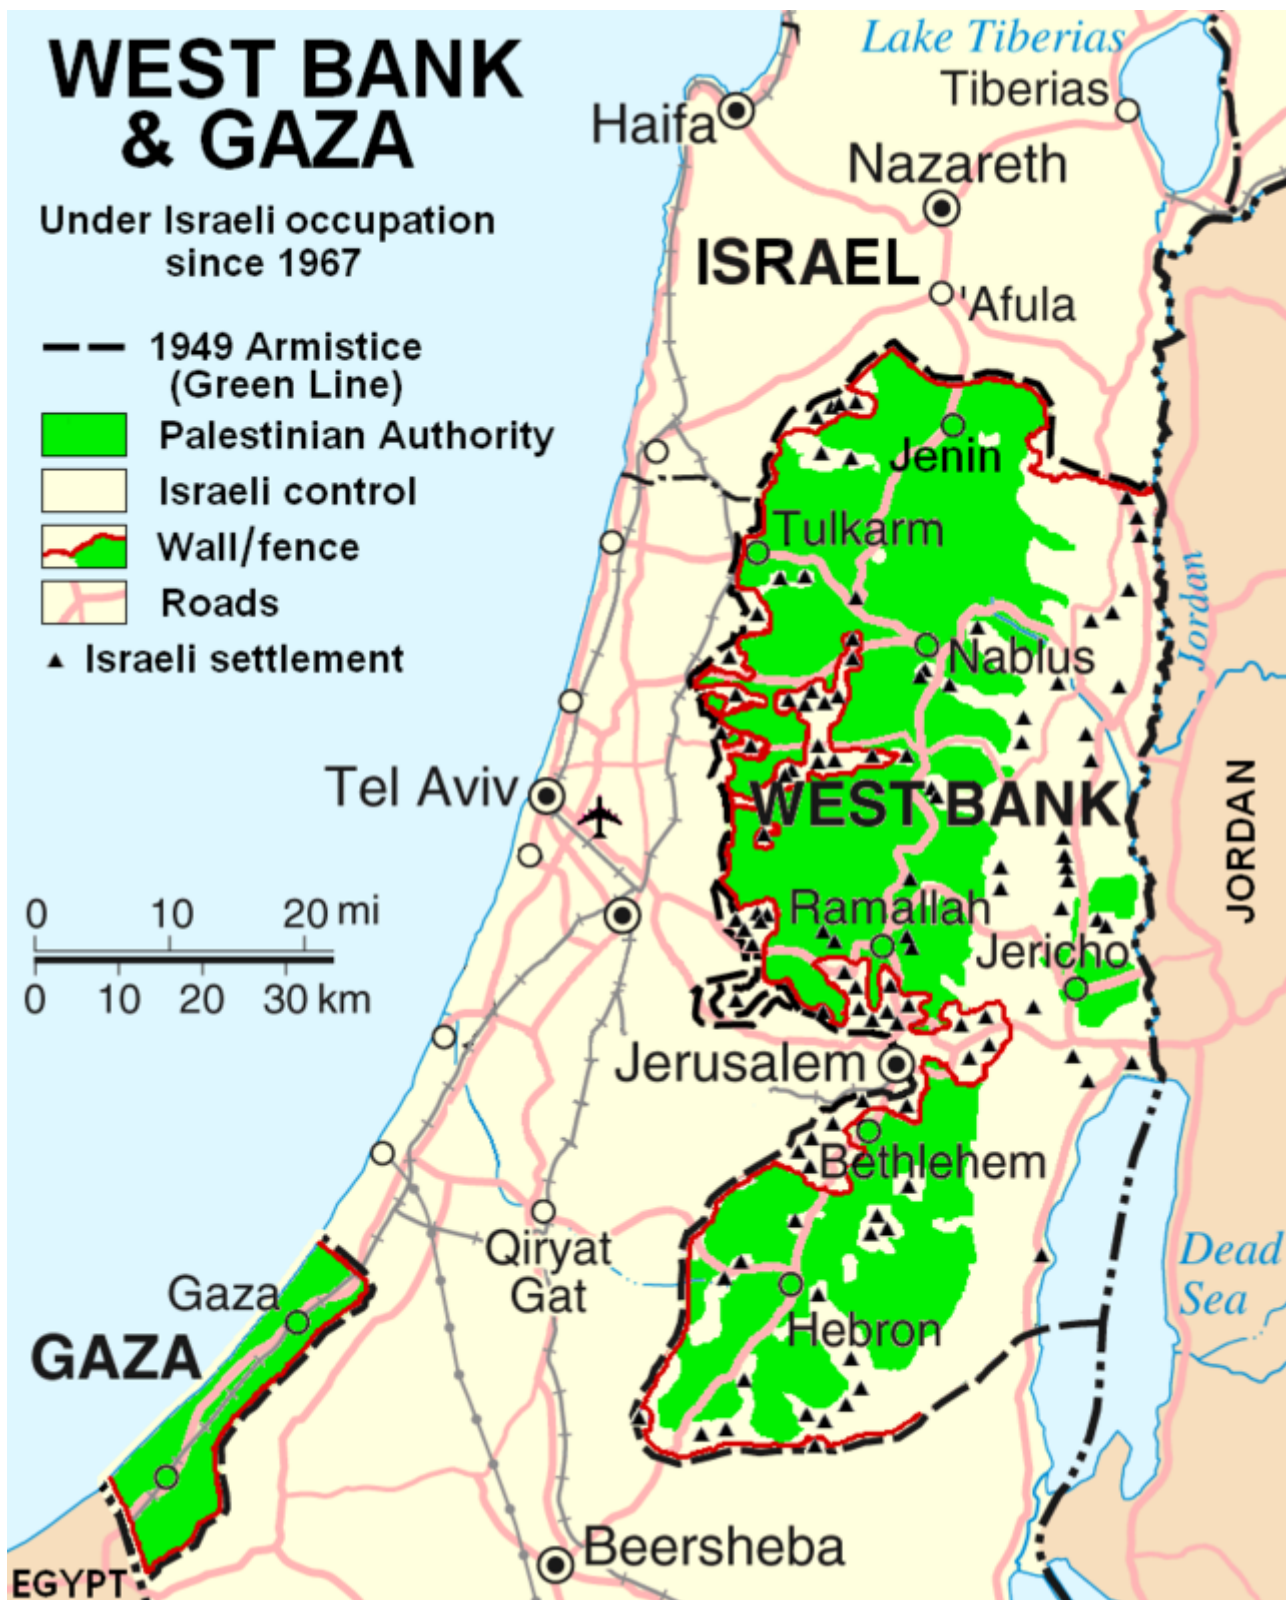 WEST BANK
& GAZA
Under Israeli occupation
since 1967
1949 Armistice
(Green Line)
Palestinian Authority
Israeli control
Wall/fence
Roads
Israeli settlement
Lake Tiberias
Tiberias
Haifa
Nazareth
ISRAEL
'Afula
Jenin
Tulkarm
Jordan
Nablus
Tel Aviv
WEST BANK
JORDAN
0 10 20 mi
0 10 20 30 km
Ramallah
Jericho
Jerusalem
Bethlehem
Qiryat
Gat
Dead
Sea
Gaza
GAZA
Hebron
Beersheba
EGYPT